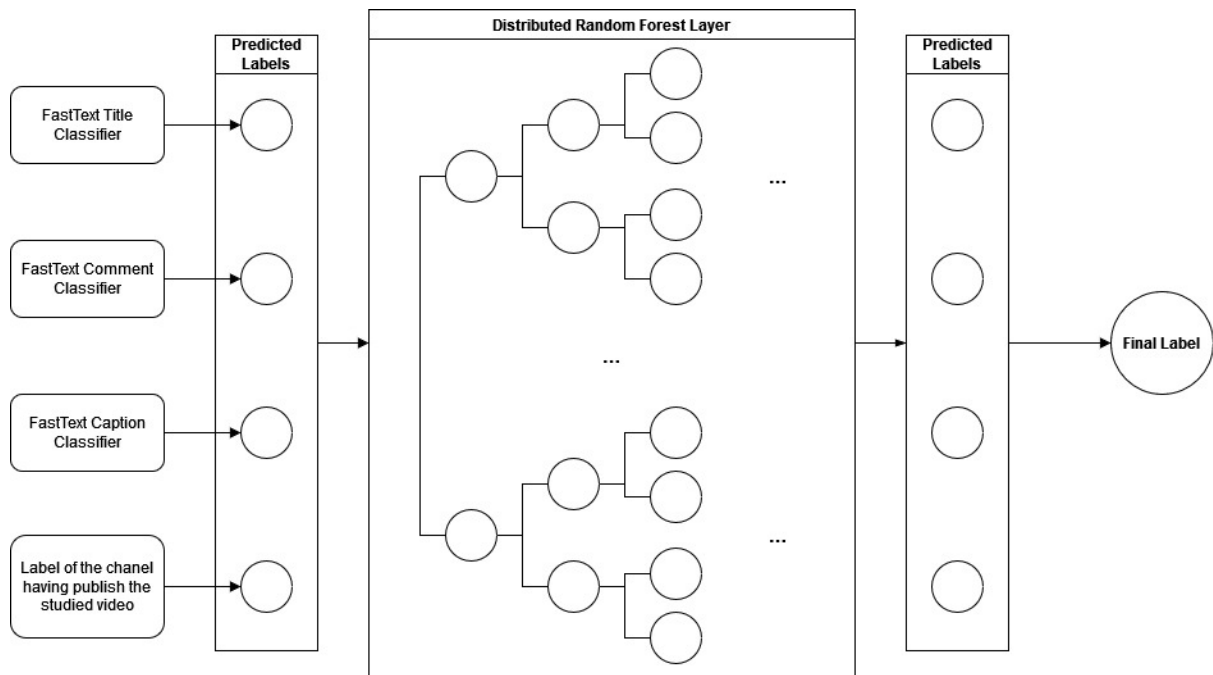 Distributed Random Forest Layer
Predicted
Labels
Predicted
Labels
FastText Title
Classifier
...
FastText Comment
Classifier
...
Final Label
FastText Caption
Classifier
...
Label of the chanel
having publish the
studied video